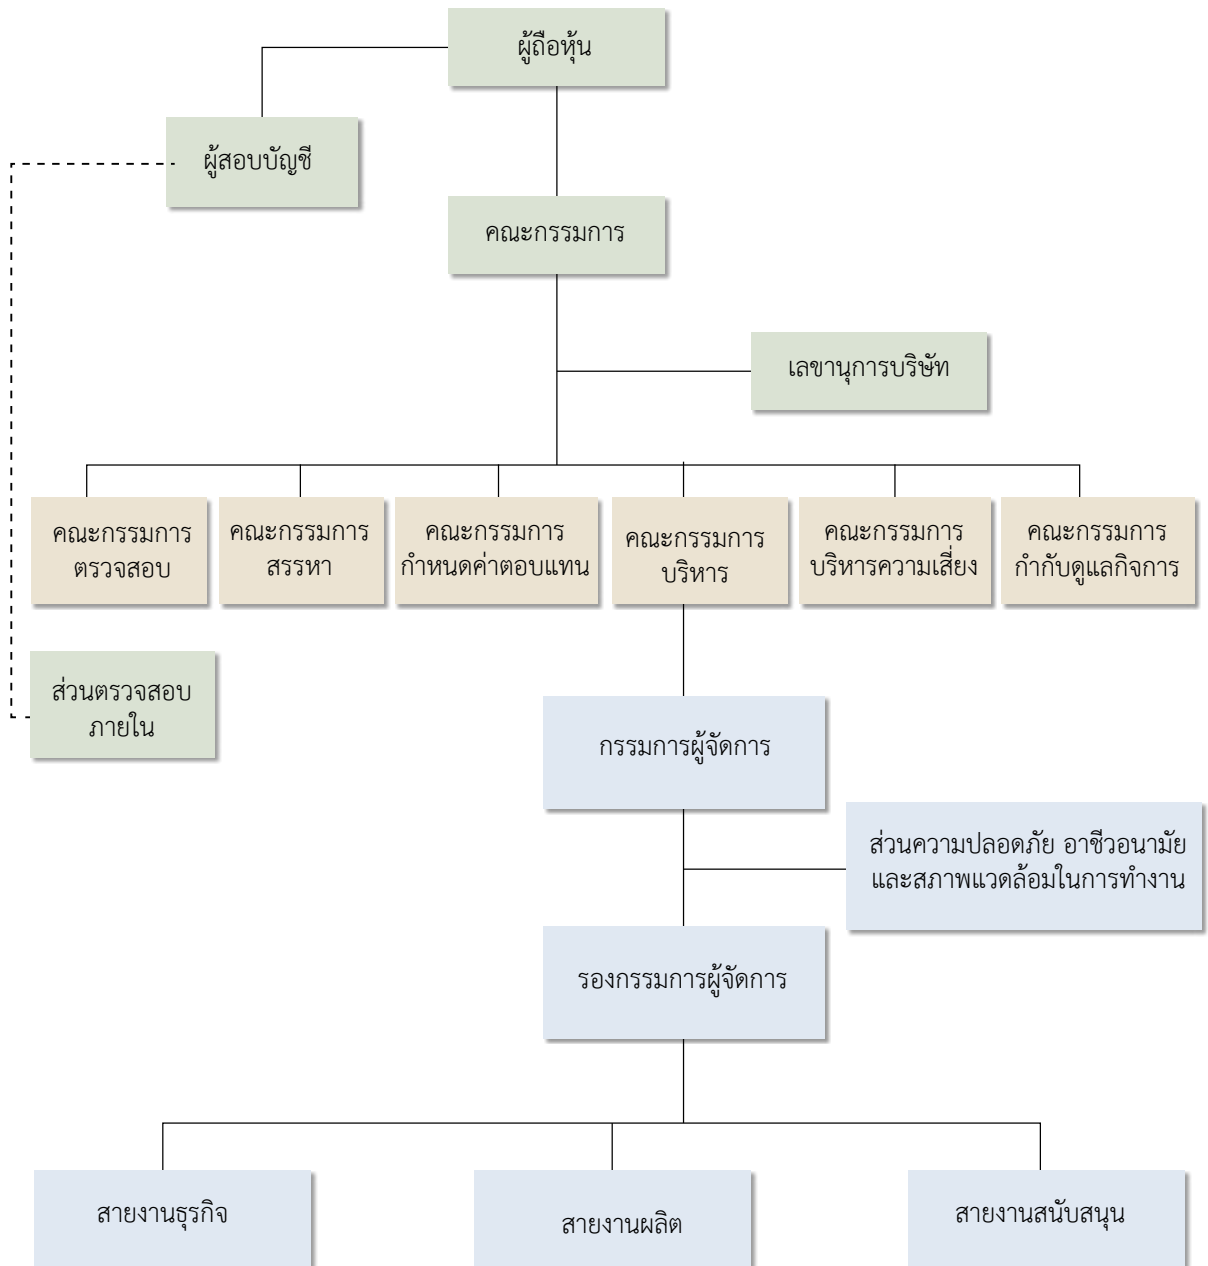 ผู้ถือหุ้น
ผู้สอบบัญชี
คณะกรรมการ
เลขานุการบริษัท
คณะกรรมการ
ตรวจสอบ
คณะกรรมการ
สรรหา
คณะกรรมการ
กำหนดค่าตอบแทน
คณะกรรมการ
บริหาร
คณะกรรมการ
บริหารความเสี่ยง
คณะกรรมการ
กำกับดูแลกิจการ
ส่วนตรวจสอบ
ภายใน
กรรมการผู้จัดการ
ส่วนความปลอดภัย อาชีวอนามัย
และสภาพแวดล้อมในการทำงาน
รองกรรมการผู้จัดการ
สายงานธุรกิจ
สายงานผลิต
สายงานสนับสนุน